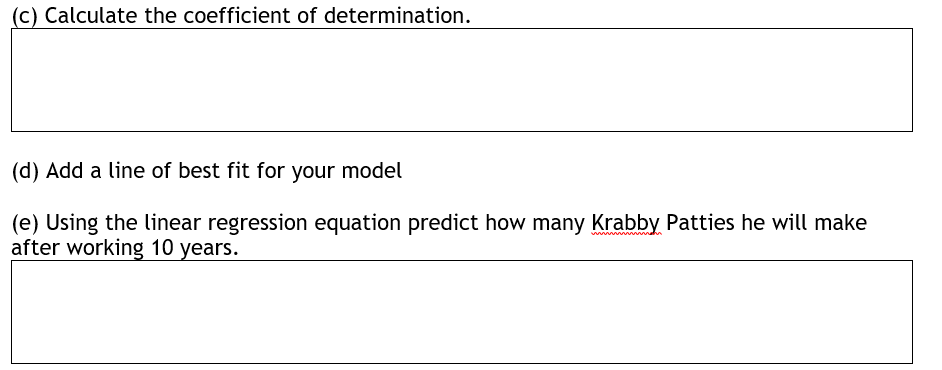 (c) Calculate the coefficient of determination.
(d) Add a line of best fit for your model
(e) Using the linear regression equation predict how many Krabby Patties he will make
after working 10 years.